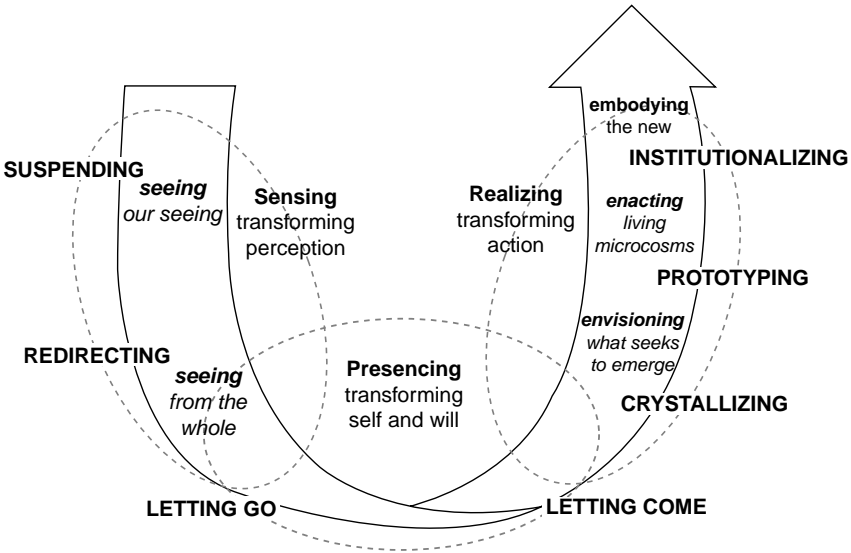 SUSPENDING
seeing
our seeing
Sensing
transforming
perception
REDIRECTING
seeing
from the
whole
LETTING GO
Presencing
transforming
self and will
LETTING COME
Realizing
transforming
action
embodying
the new
INSTITUTIONALIZING
enacting
living
microcosms
PROTOTYPING
envisioning
what seeks
to emerge
CRYSTALLIZING